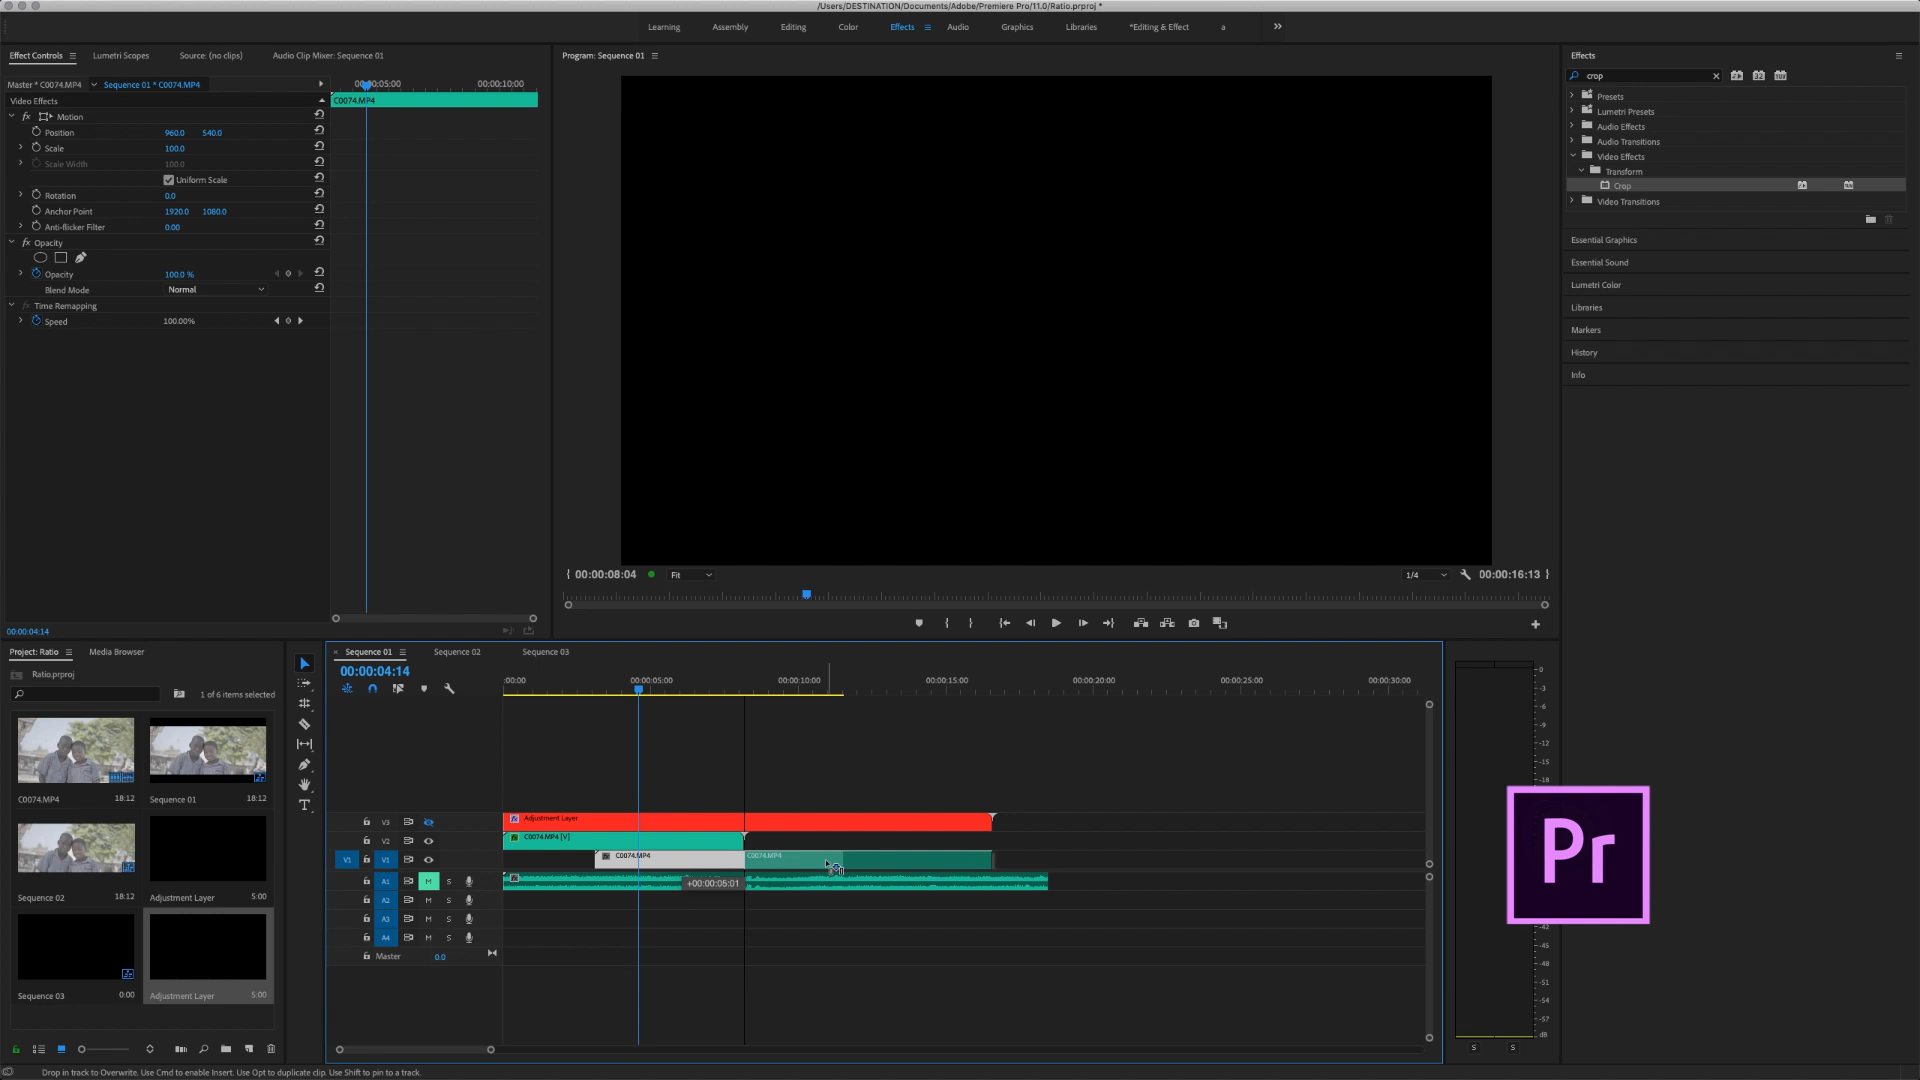 /Users/DESTINATION/Documents/Adobe/Premiere Pro/11.0/Ratio.prproj *
Learning Assembly Editing Color Effects Audio Graphics Libraries *Editing & Effect a
Effect Controls Lumetri Scopes Source: (no clips) Audio Clip Mixer: Sequence 01
Master * C0074.MP4 Sequence 01 * C0074.MP4
00:00:05:00 00:00:10:00
Video Effects
C0074.MP4
fx Motion
Position 960.0 540.0
Scale 100.0
Scale Width 100.0
Uniform Scale
Rotation 0.0
Anchor Point 1920.0 1080.0
Anti-flicker Filter 0.00
fx Opacity
Opacity 100.0 %
Blend Mode Normal
fx Time Remapping
Speed 100.00%
00:00:04:14
Program: Sequence 01
00:00:08:04 Fit 1/4 00:00:16:13
Effects
crop
Presets
Lumetri Presets
Audio Effects
Audio Transitions
Video Effects
Transform
Crop
Video Transitions
Essential Graphics
Essential Sound
Lumetri Color
Libraries
Markers
History
Info
Project: Ratio Media Browser
Ratio.prproj
1 of 6 items selected
C0074.MP4 18:12 Sequence 01 18:12
Sequence 02 18:12 Adjustment Layer 5:00
Sequence 03 0:00 Adjustment Layer 5:00
Sequence 01 Sequence 02 Sequence 03
00:00:04:14
:00:00 00:00:05:00 00:00:10:00 00:00:15:00 00:00:20:00 00:00:25:00 00:00:30:00
V3 fx Adjustment Layer
V2 C0074.MP4 [V]
V1 V1 C0074.MP4 C0074.MP4
A1 M S +00:00:05:01
A2 M S
A3 M S
A4 M S
Master 0.0
0
-3
-6
-9
-12
-15
-18
Pr
-42
-45
-48
-51
-54
-57
dB
S S
Drop in track to Overwrite. Use Cmd to enable Insert. Use Opt to duplicate clip. Use Shift to pin to a track.